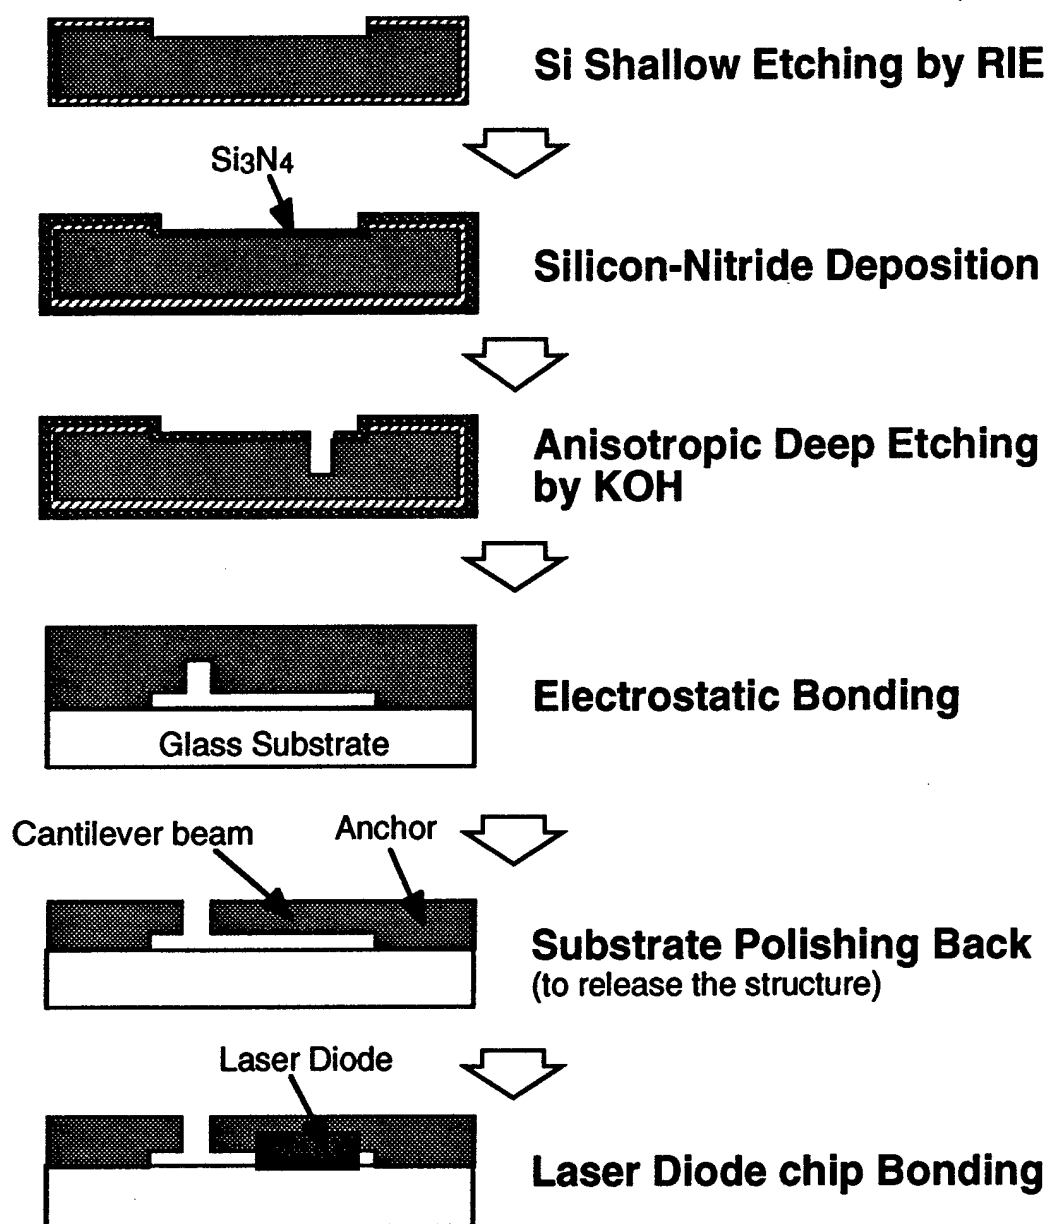 Si Shallow Etching by RIE
Si3N4
Silicon-Nitride Deposition
Anisotropic Deep Etching
by KOH
Electrostatic Bonding
Glass Substrate
Cantilever beam
Anchor
Substrate Polishing Back
(to release the structure)
Laser Diode
Laser Diode chip Bonding